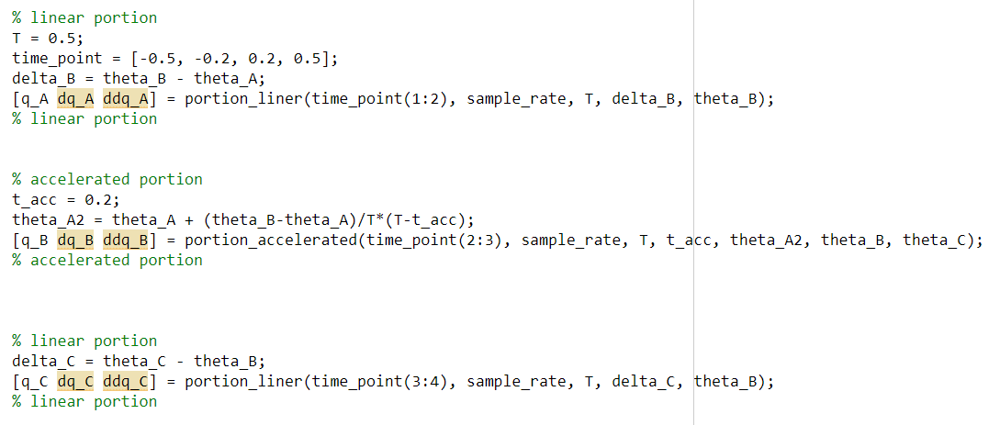 % linear portion
T = 0.5;
time_point = [-0.5, -0.2, 0.2, 0.5];
delta_B = theta_B - theta_A;
[q_A dq_A ddq_A] = portion_liner(time_point(1:2), sample_rate, T, delta_B, theta_B);
% linear portion
% accelerated portion
t_acc = 0.2;
theta_A2 = theta_A + (theta_B-theta_A)/T*(T-t_acc);
[q_B dq_B ddq_B] = portion_accelerated(time_point(2:3), sample_rate, T, t_acc, theta_A2, theta_B, theta_C);
% accelerated portion
% linear portion
delta_C = theta_C - theta_B;
[q_C dq_C ddq_C] = portion_liner(time_point(3:4), sample_rate, T, delta_C, theta_B);
% linear portion